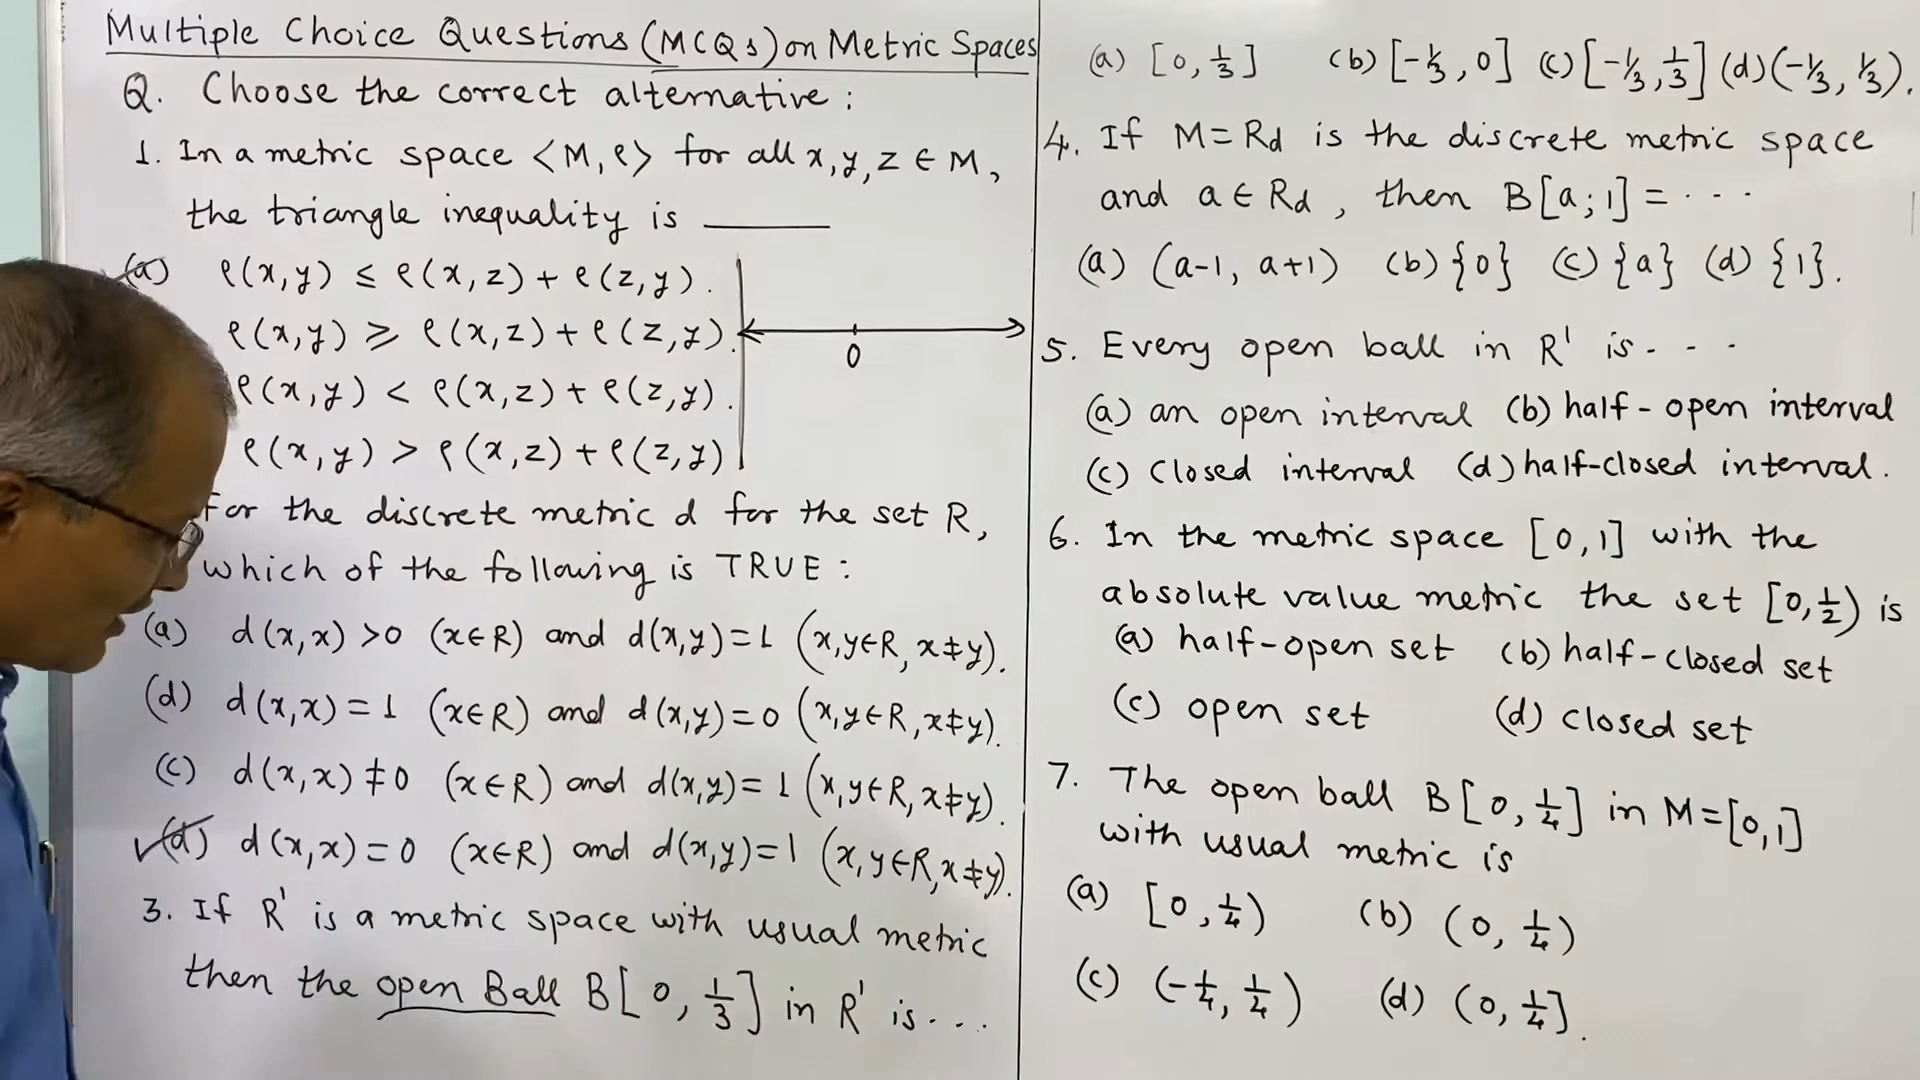 Multiple Choice Questions (MCQs) on Metric Spaces
Q. Choose the correct alternative :
1. In a metric space <M, ρ> for all x, y, z ∈ M,
the triangle inequality is ______
(a) ρ(x,y) ≤ ρ(x,z) + ρ(z,y).
ρ(x,y) ≥ ρ(x,z) + ρ(z,y).
ρ(x,y) < ρ(x,z) + ρ(z,y).
ρ(x,y) > ρ(x,z) + ρ(z,y)
0
For the discrete metric d for the set R,
which of the following is TRUE :
(a) d(x,x) >0 (x∈R) and d(x,y)=1 (x,y∈R, x≠y).
(d) d(x,x)=1 (x∈R) and d(x,y)=0 (x,y∈R, x≠y).
(c) d(x,x) ≠0 (x∈R) and d(x,y)=1 (x,y∈R, x≠y).
✓(d) d(x,x)=0 (x∈R) and d(x,y)=1 (x,y∈R, x≠y).
3. If R' is a metric space with usual metric
then the open Ball B[0, 1/3] in R' is...
(a) [0, 1/3] (b) [-1/3, 0] (c) [-1/3, 1/3] (d) (-1/3, 1/3).
4. If M=Rd is the discrete metric space
and a ∈ Rd, then B[a;1] = ...
(a) (a-1, a+1) (b) {0} (c) {a} (d) {1}.
5. Every open ball in R' is - - -
(a) an open interval (b) half-open interval
(c) closed interval (d) half-closed interval.
6. In the metric space [0,1] with the
absolute value metric the set [0, 1/2) is
(a) half-open set (b) half-closed set
(c) open set (d) closed set
7. The open ball B[0, 1/4] in M=[0,1]
with usual metric is
(a) [0, 1/4) (b) (0, 1/4)
(c) (-1/4, 1/4) (d) (0, 1/4].